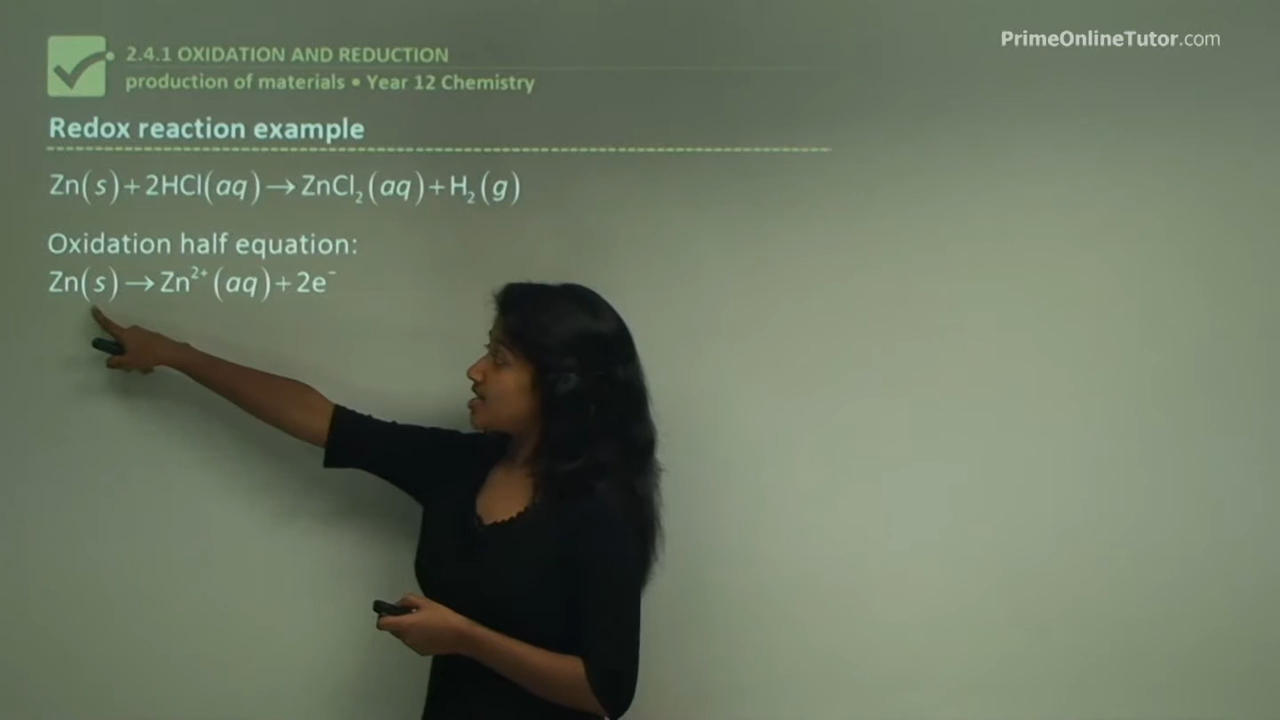 PrimeOnlineTutor.com
2.4.1 OXIDATION AND REDUCTION
production of materials • Year 12 Chemistry
Redox reaction example
Zn(s)+2HCl(aq)→ZnCl₂(aq)+H₂(g)
Oxidation half equation:
Zn(s)→Zn²⁺(aq)+2e⁻